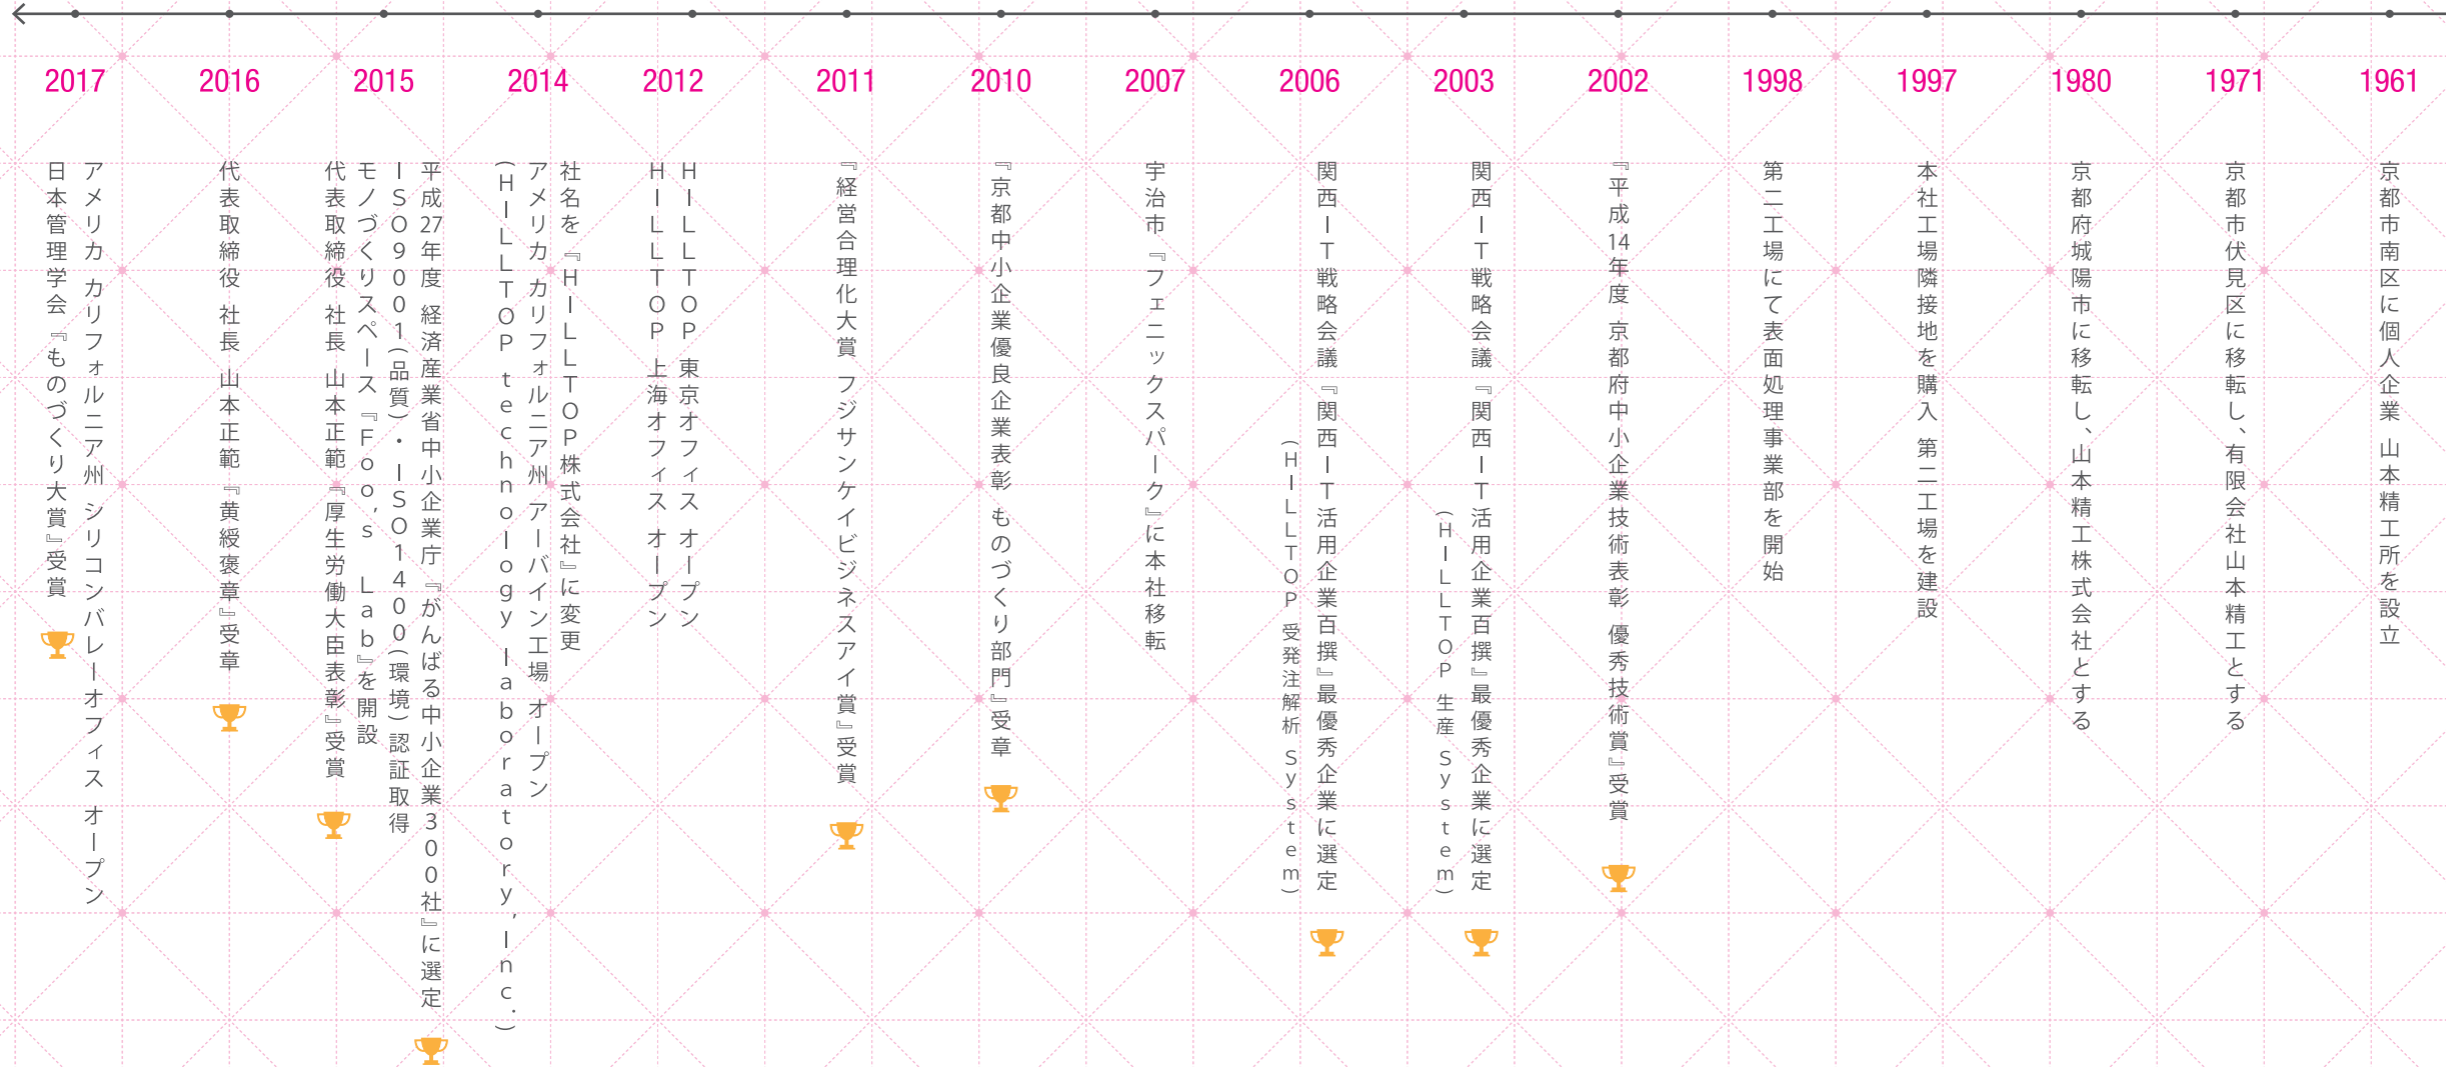 1961
京都市南区に個人企業 山本精工所を設立
1971
京都市伏見区に移転し、有限会社山本精工とする
1980
京都府城陽市に移転し、山本精工株式会社とする
1997
本社工場隣接地を購入 第二工場を建設
1998
第二工場にて表面処理事業部を開始
2002
『平成14年度 京都府中小企業技術表彰 優秀技術賞』受賞
2003
関西IT戦略会議『関西IT活用企業百撰』最優秀企業に選定
(HILLTOP 生産 System)
2006
関西IT戦略会議『関西IT活用企業百撰』最優秀企業に選定
(HILLTOP 受発注解析 System)
2007
宇治市『フェニックスパーク』に本社移転
2010
『京都中小企業優良企業表彰 ものづくり部門』受章
2011
『経営合理化大賞 フジサンケイビジネスアイ賞』受賞
2012
HILLTOP 東京オフィス オープン
HILLTOP 上海オフィス オープン
2014
社名を『HILLTOP株式会社』に変更
アメリカ カリフォルニア州 アーバイン工場 オープン
(HILLTOP technology laboratory,Inc.)
2015
平成27年度 経済産業省中小企業庁『がんばる中小企業300社』に選定
ISO9001(品質)・ISO1400(環境)認証取得
モノづくりスペース『Foo's Lab』を開設
代表取締役 社長 山本正範『厚生労働大臣表彰』受賞
2016
代表取締役 社長 山本正範『黄綬褒章』受章
2017
アメリカ カリフォルニア州 シリコンバレーオフィス オープン
日本管理学会『ものづくり大賞』受賞